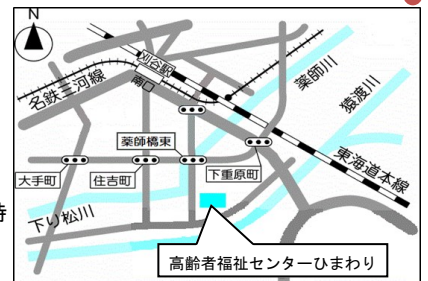 N
刈谷駅
南口
名鉄三河線
薬師川
猿渡川
薬師橋東
大手町
住吉町
下重原町
東海道本線
下り松川
待
高齢者福祉センターひまわり